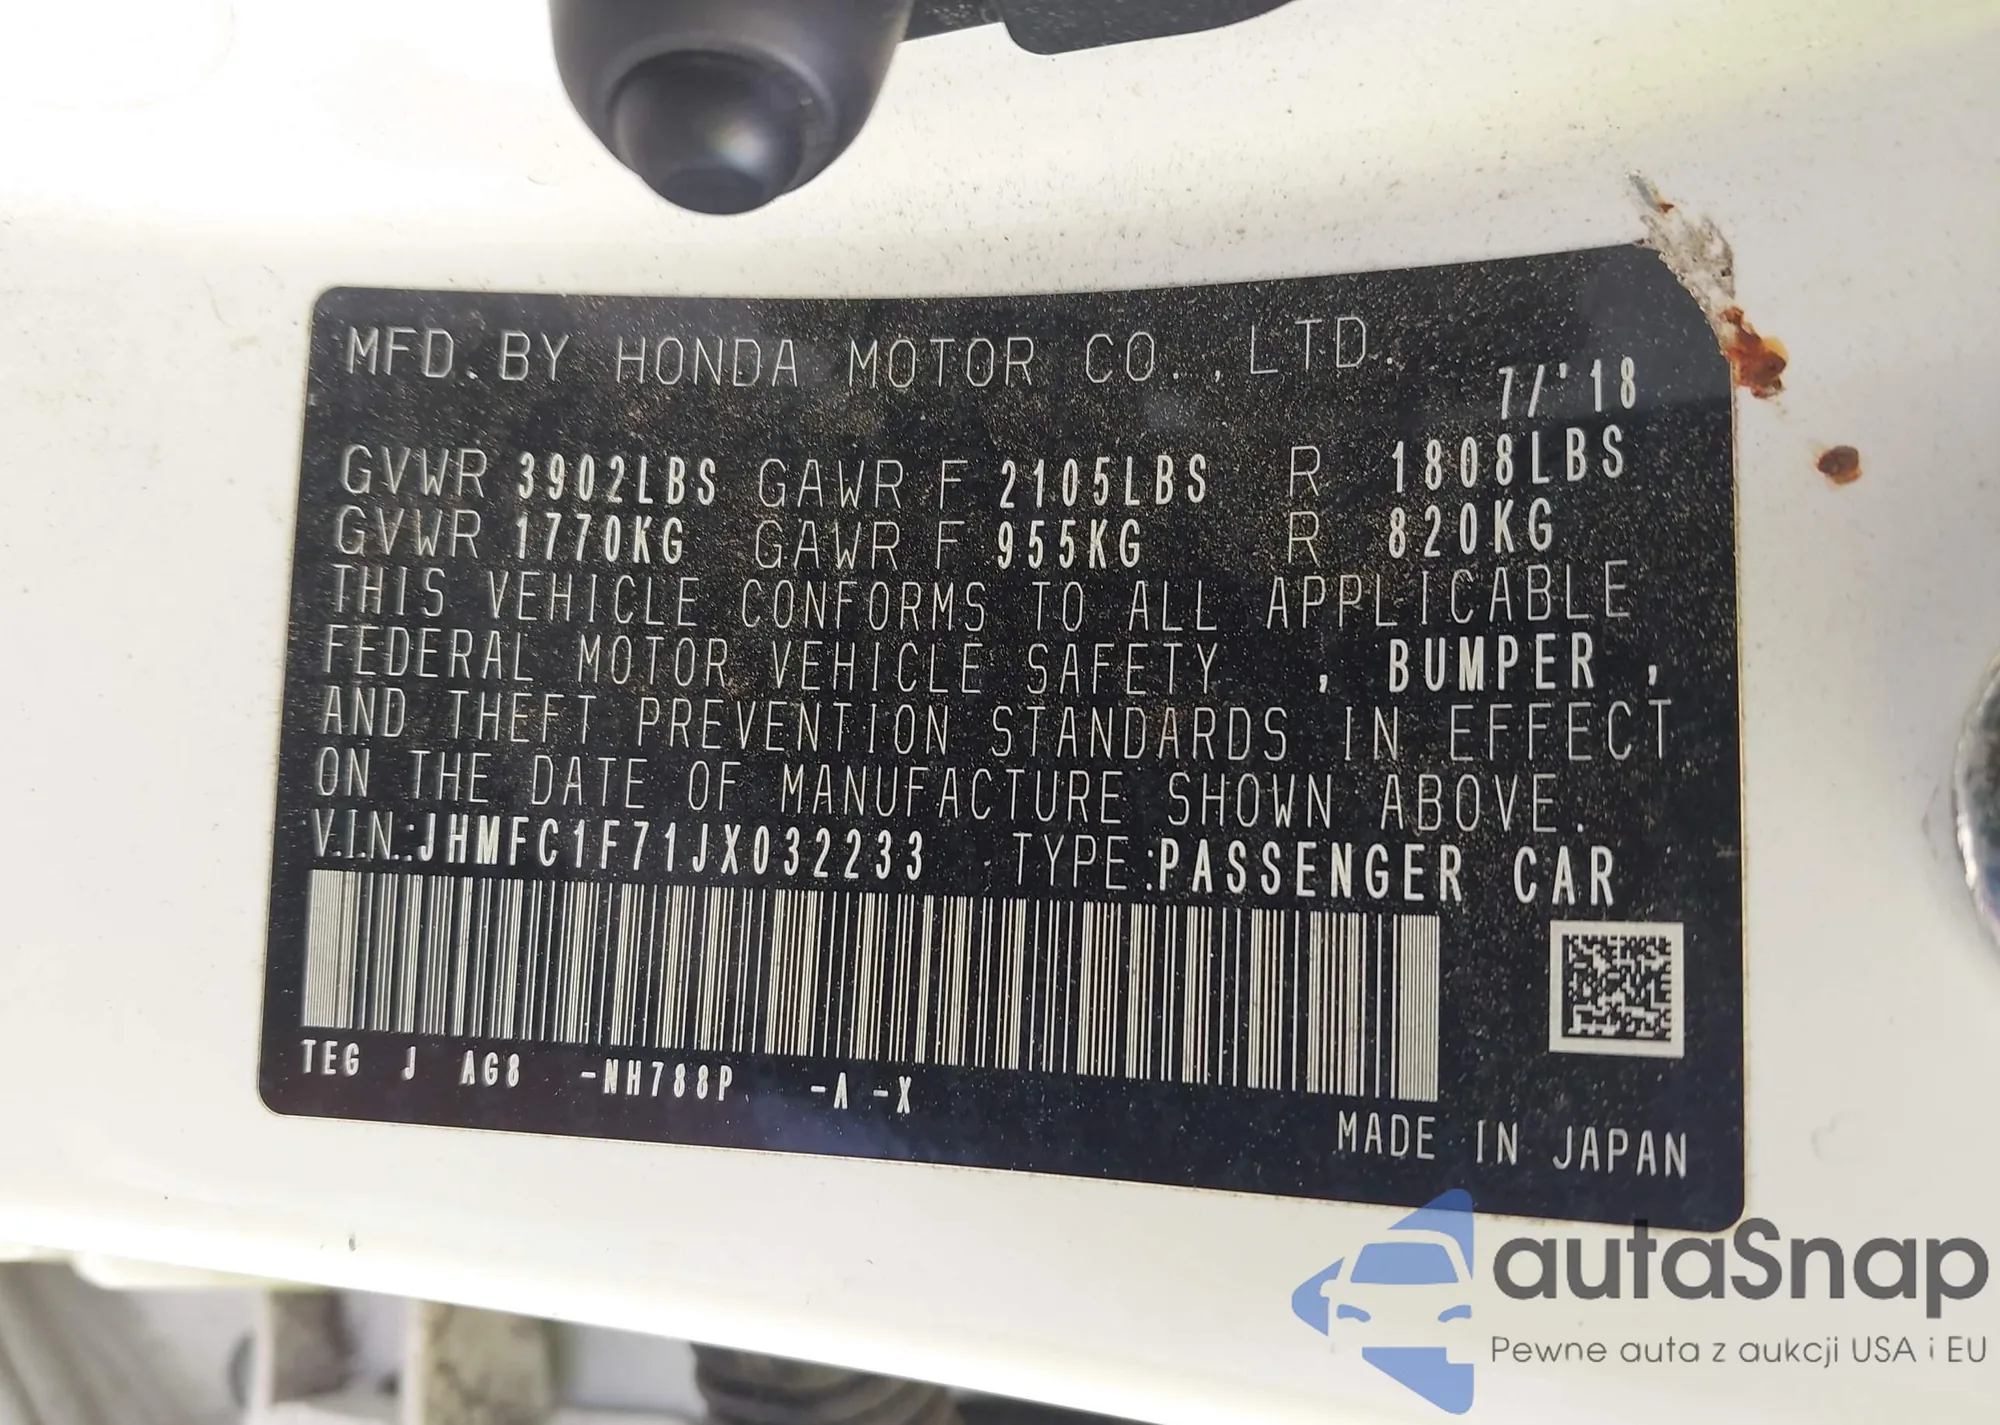 MFD. BY HONDA MOTOR CO., LTD.
7/'18
GVWR 3902LBS GAWR F 2105LBS R 1808LBS
GVWR 1770KG GAWR F 955KG R 820KG
THIS VEHICLE CONFORMS TO ALL APPLICABLE
FEDERAL MOTOR VEHICLE SAFETY , BUMPER ,
AND THEFT PREVENTION STANDARDS IN EFFECT
ON THE DATE OF MANUFACTURE SHOWN ABOVE.
V.I.N.:JHMFC1F71JX032233 TYPE:PASSENGER CAR
TEG J AG8 -NH788P -A -X
MADE IN JAPAN
autaSnap
Pewne auta z aukcji USA i EU